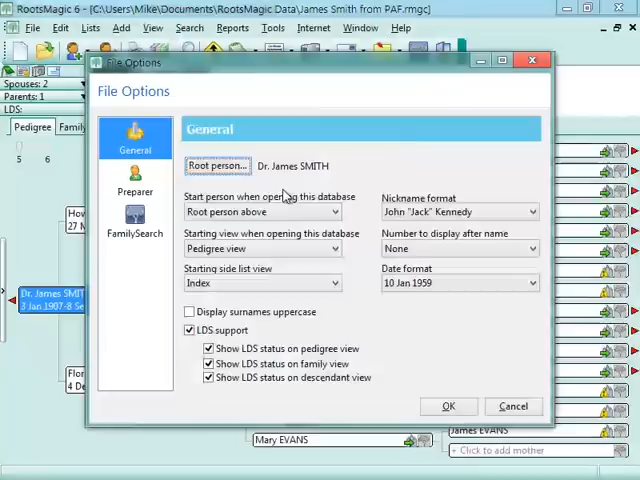 RootsMagic 6 - [C:\Users\Mike\Documents\RootsMagic Data\James Smith from PAF.rmgc]
File Edit Lists Add View Search Reports Tools Internet Window Help
Spouses: 2
Parents: 1
LDS:
Pedigree Family
5 6
Dr. James SMIT
3 Jan 1907-8 Se
27 M
4 De
File Options
File Options
General
Preparer
FamilySearch
General
Root person... Dr. James SMITH
Start person when opening this database
Root person above
Starting view when opening this database
Pedigree view
Starting side list view
Index
Nickname format
John "Jack" Kennedy
Number to display after name
None
Date format
10 Jan 1959
Display surnames uppercase
LDS support
Show LDS status on pedigree view
Show LDS status on family view
Show LDS status on descendant view
OK Cancel
Mary EVANS
James EVANS
+ Click to add mother